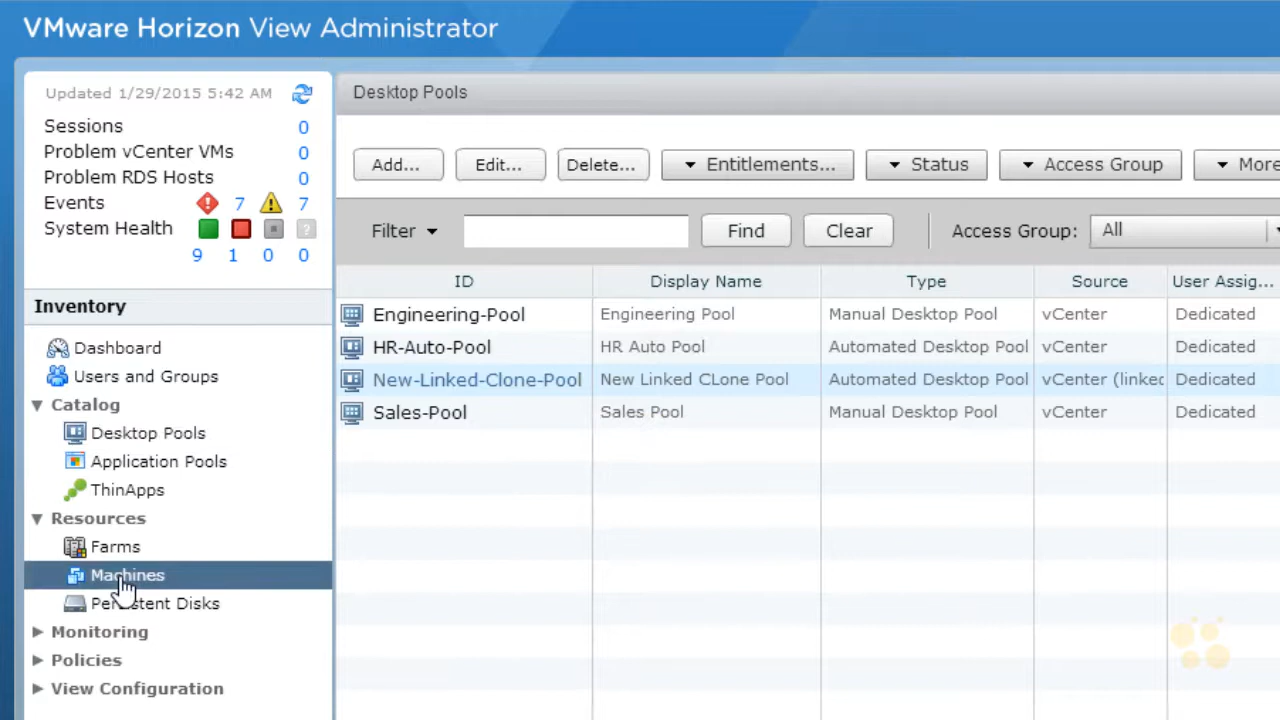 VMware Horizon View Administrator
Updated 1/29/2015 5:42 AM
Sessions 0
Problem vCenter VMs 0
Problem RDS Hosts 0
Events 7 7
System Health ?
9 1 0 0
Inventory
Dashboard
Users and Groups
Catalog
Desktop Pools
Application Pools
ThinApps
Resources
Farms
Machines
Persistent Disks
Monitoring
Policies
View Configuration
Desktop Pools
Add... Edit... Delete... Entitlements... Status Access Group More
Filter Find Clear Access Group: All
ID Display Name Type Source User Assig...
Engineering-Pool Engineering Pool Manual Desktop Pool vCenter Dedicated
HR-Auto-Pool HR Auto Pool Automated Desktop Pool vCenter Dedicated
New-Linked-Clone-Pool New Linked CLone Pool Automated Desktop Pool vCenter (linked Dedicated
Sales-Pool Sales Pool Manual Desktop Pool vCenter Dedicated